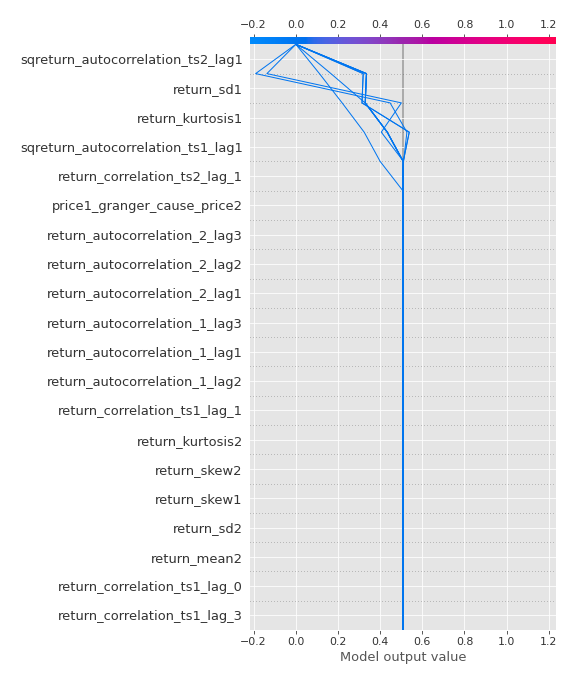 −0.2 0.0 0.2 0.4 0.6 0.8 1.0 1.2
sqreturn_autocorrelation_ts2_lag1
return_sd1
return_kurtosis1
sqreturn_autocorrelation_ts1_lag1
return_correlation_ts2_lag_1
price1_granger_cause_price2
return_autocorrelation_2_lag3
return_autocorrelation_2_lag2
return_autocorrelation_2_lag1
return_autocorrelation_1_lag3
return_autocorrelation_1_lag1
return_autocorrelation_1_lag2
return_correlation_ts1_lag_1
return_kurtosis2
return_skew2
return_skew1
return_sd2
return_mean2
return_correlation_ts1_lag_0
return_correlation_ts1_lag_3
−0.2 0.0 0.2 0.4 0.6 0.8 1.0 1.2
Model output value